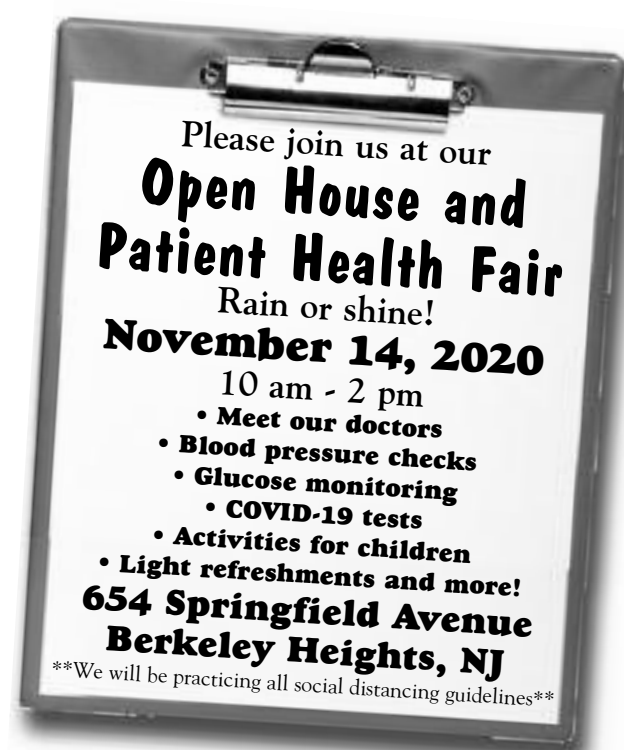 Please join us at our
Open House and
Patient Health Fair
Rain or shine!
November 14, 2020
10 am - 2 pm
• Meet our doctors
• Blood pressure checks
• Glucose monitoring
• COVID-19 tests
• Activities for children
• Light refreshments and more!
654 Springfield Avenue
Berkeley Heights, NJ
**We will be practicing all social distancing guidelines**